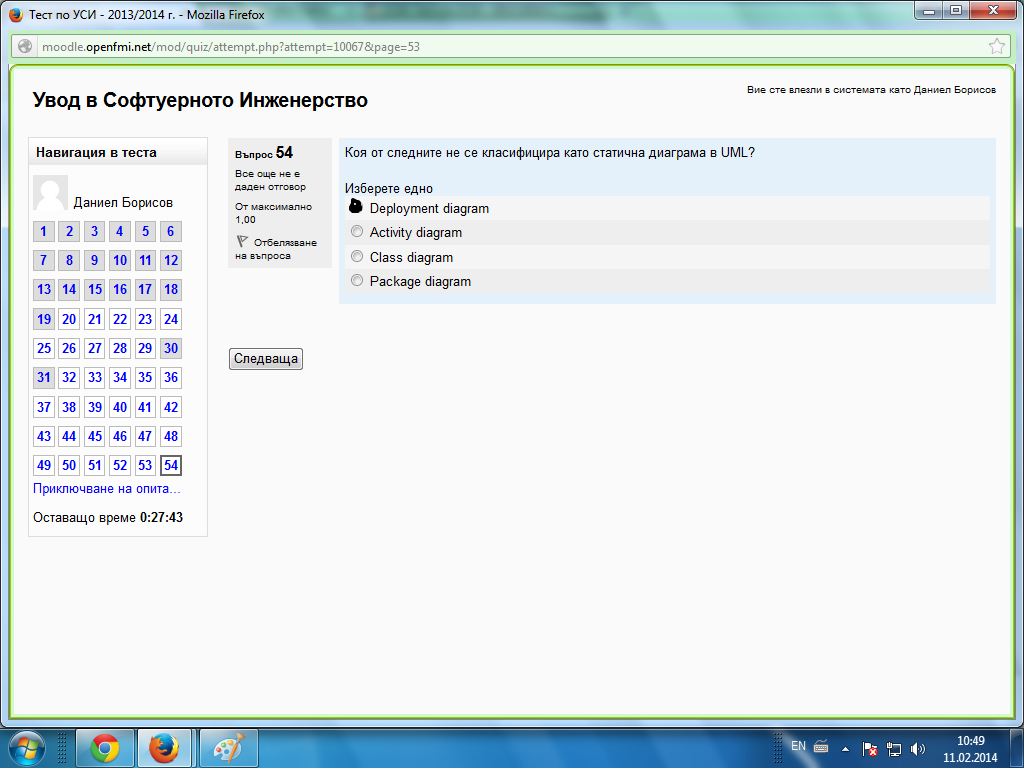 Тест по УСИ - 2013/2014 г. - Mozilla Firefox
moodle.openfmi.net/mod/quiz/attempt.php?attempt=10067&page=53
Увод в Софтуерното Инженерство
Вие сте влезли в системата като Даниел Борисов
Навигация в теста
Даниел Борисов
1 2 3 4 5 6
7 8 9 10 11 12
13 14 15 16 17 18
19 20 21 22 23 24
25 26 27 28 29 30
31 32 33 34 35 36
37 38 39 40 41 42
43 44 45 46 47 48
49 50 51 52 53 54
Приключване на опита...
Оставащо време 0:27:43
Въпрос 54
Все още не е
даден отговор
От максимално
1,00
Отбелязване
на въпроса
Коя от следните не се класифицира като статична диаграма в UML?
Изберете едно
Deployment diagram
Activity diagram
Class diagram
Package diagram
Следваща
EN
10:49
11.02.2014